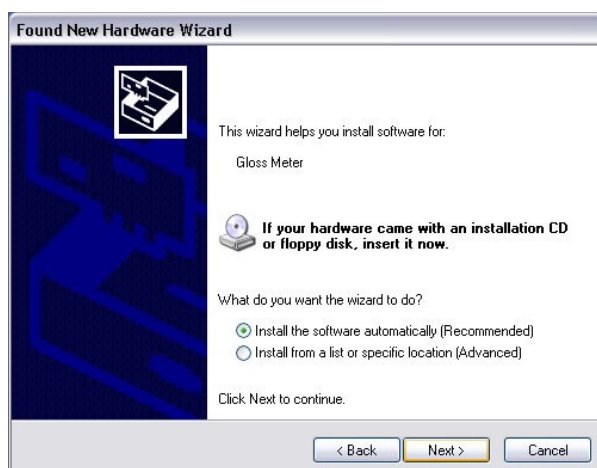 Found New Hardware Wizard
This wizard helps you install software for:
Gloss Meter
If your hardware came with an installation CD
or floppy disk, insert it now.
What do you want the wizard to do?
Install the software automatically (Recommended)
Install from a list or specific location (Advanced)
Click Next to continue.
< Back Next > Cancel